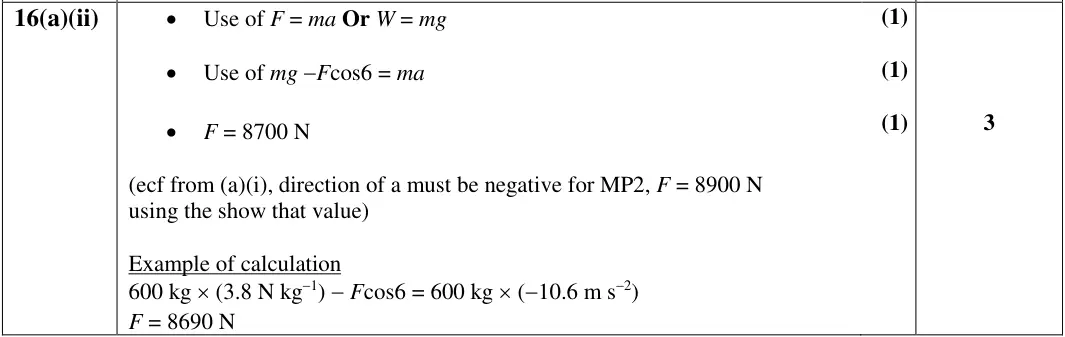 16(a)(ii)
• Use of F = ma Or W = mg (1)
• Use of mg –Fcos6 = ma (1)
• F = 8700 N (1) 3
(ecf from (a)(i), direction of a must be negative for MP2, F = 8900 N
using the show that value)
Example of calculation
600 kg × (3.8 N kg⁻¹) – Fcos6 = 600 kg × (–10.6 m s⁻²)
F = 8690 N